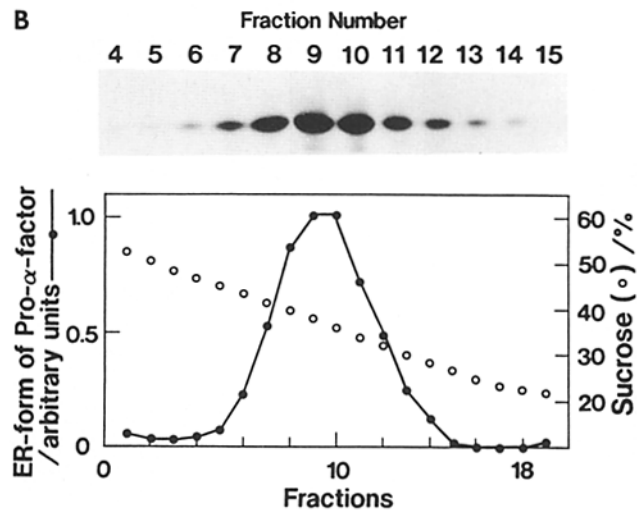 B
Fraction Number
4 5 6 7 8 9 10 11 12 13 14 15
ER-form of Pro-α-factor
/arbitrary units
1.0
0.5
0
Sucrose (○) /%
60
50
40
30
20
0 10 18
Fractions